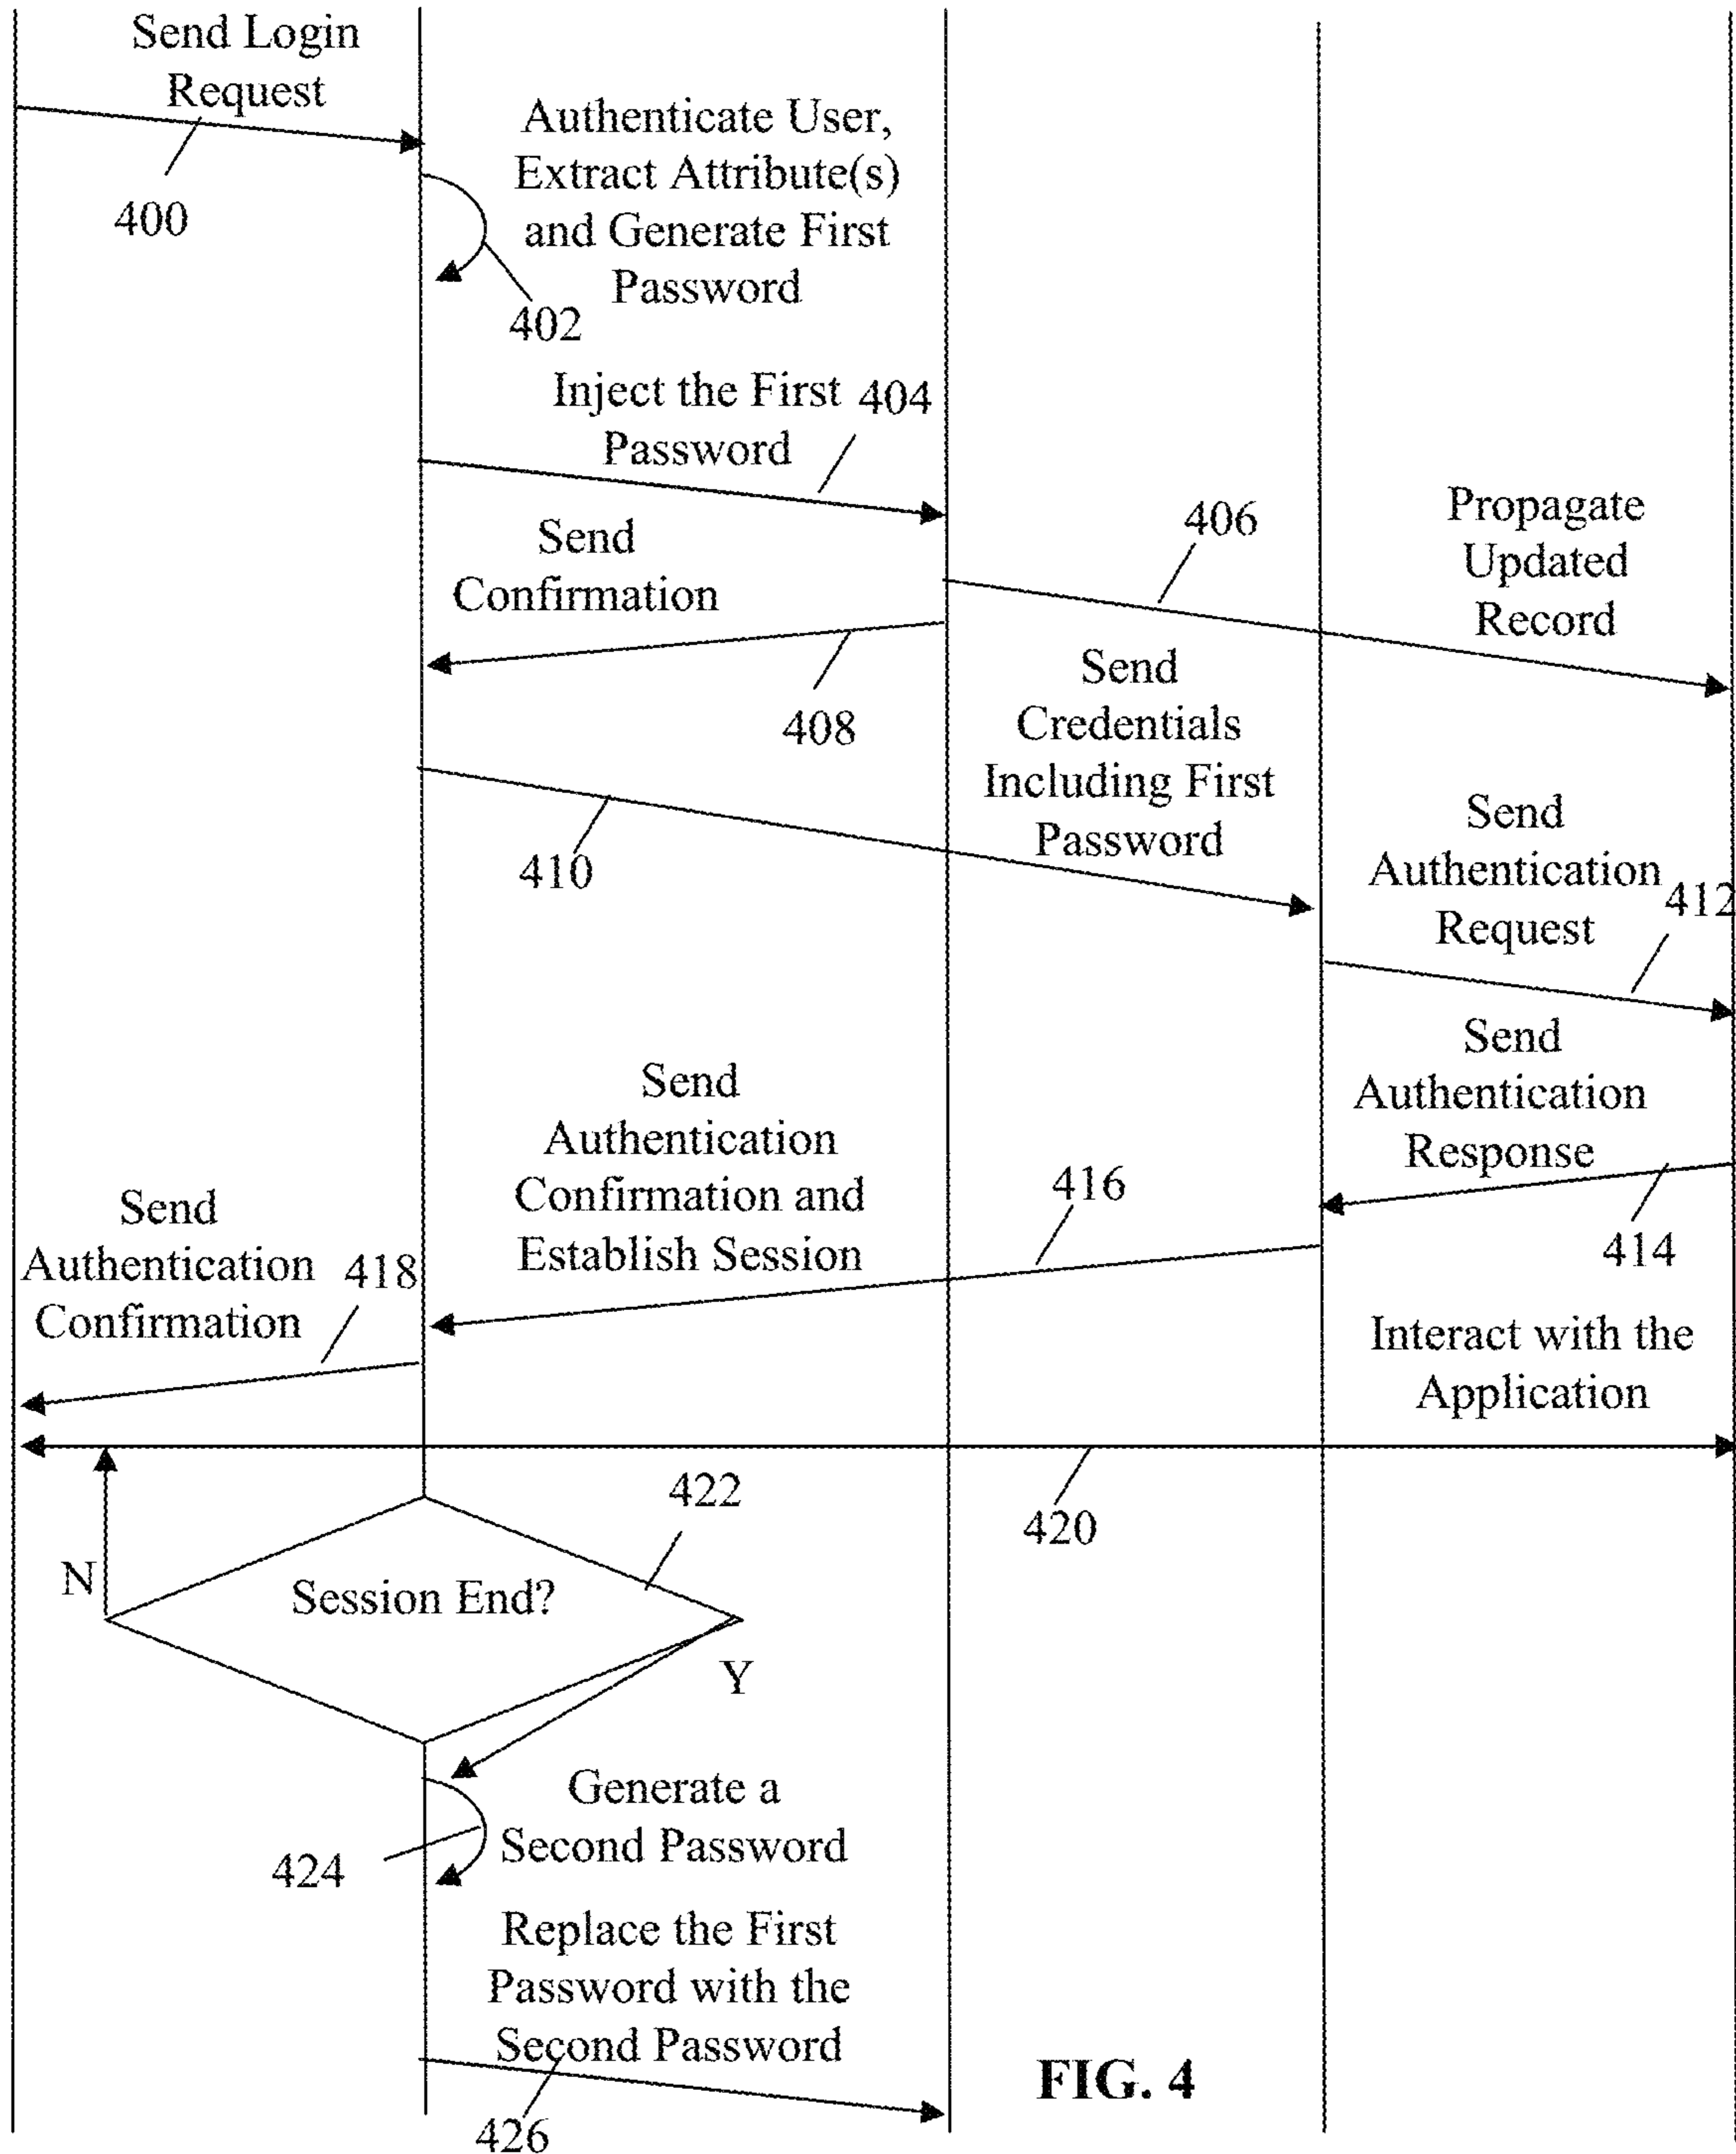 Send Login
Request
400
Authenticate User,
Extract Attribute(s)
and Generate First
Password
402
Inject the First
Password
404
406
Propagate
Updated
Record
Send
Confirmation
408
Send
Credentials
Including First
Password
410
Send
Authentication
Request
412
Send
Authentication
Response
414
Send
Authentication
Confirmation and
Establish Session
416
Send
Authentication
Confirmation
418
Interact with the
Application
420
422
Session End?
N
Y
Generate a
Second Password
424
Replace the First
Password with the
Second Password
426
FIG. 4